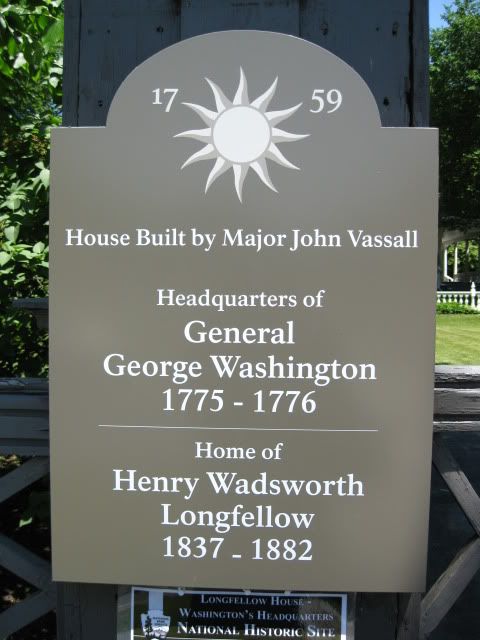 17 59
House Built by Major John Vassall
Headquarters of
General
George Washington
1775 - 1776
Home of
Henry Wadsworth
Longfellow
1837 - 1882
Longfellow House -
Washington's Headquarters
National Historic Site